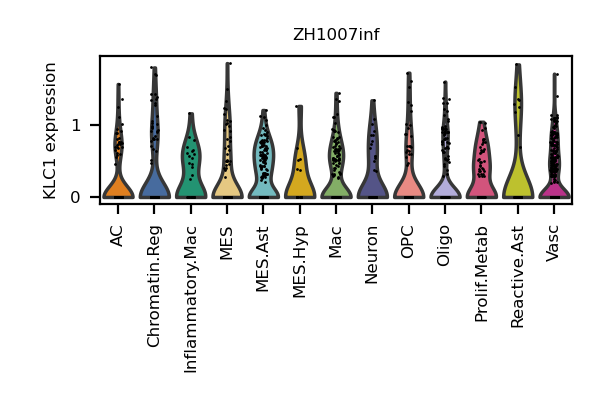 ZH1007inf
KLC1 expression
1
0
AC
Chromatin.Reg
Inflammatory.Mac
MES
MES.Ast
MES.Hyp
Mac
Neuron
OPC
Oligo
Prolif.Metab
Reactive.Ast
Vasc